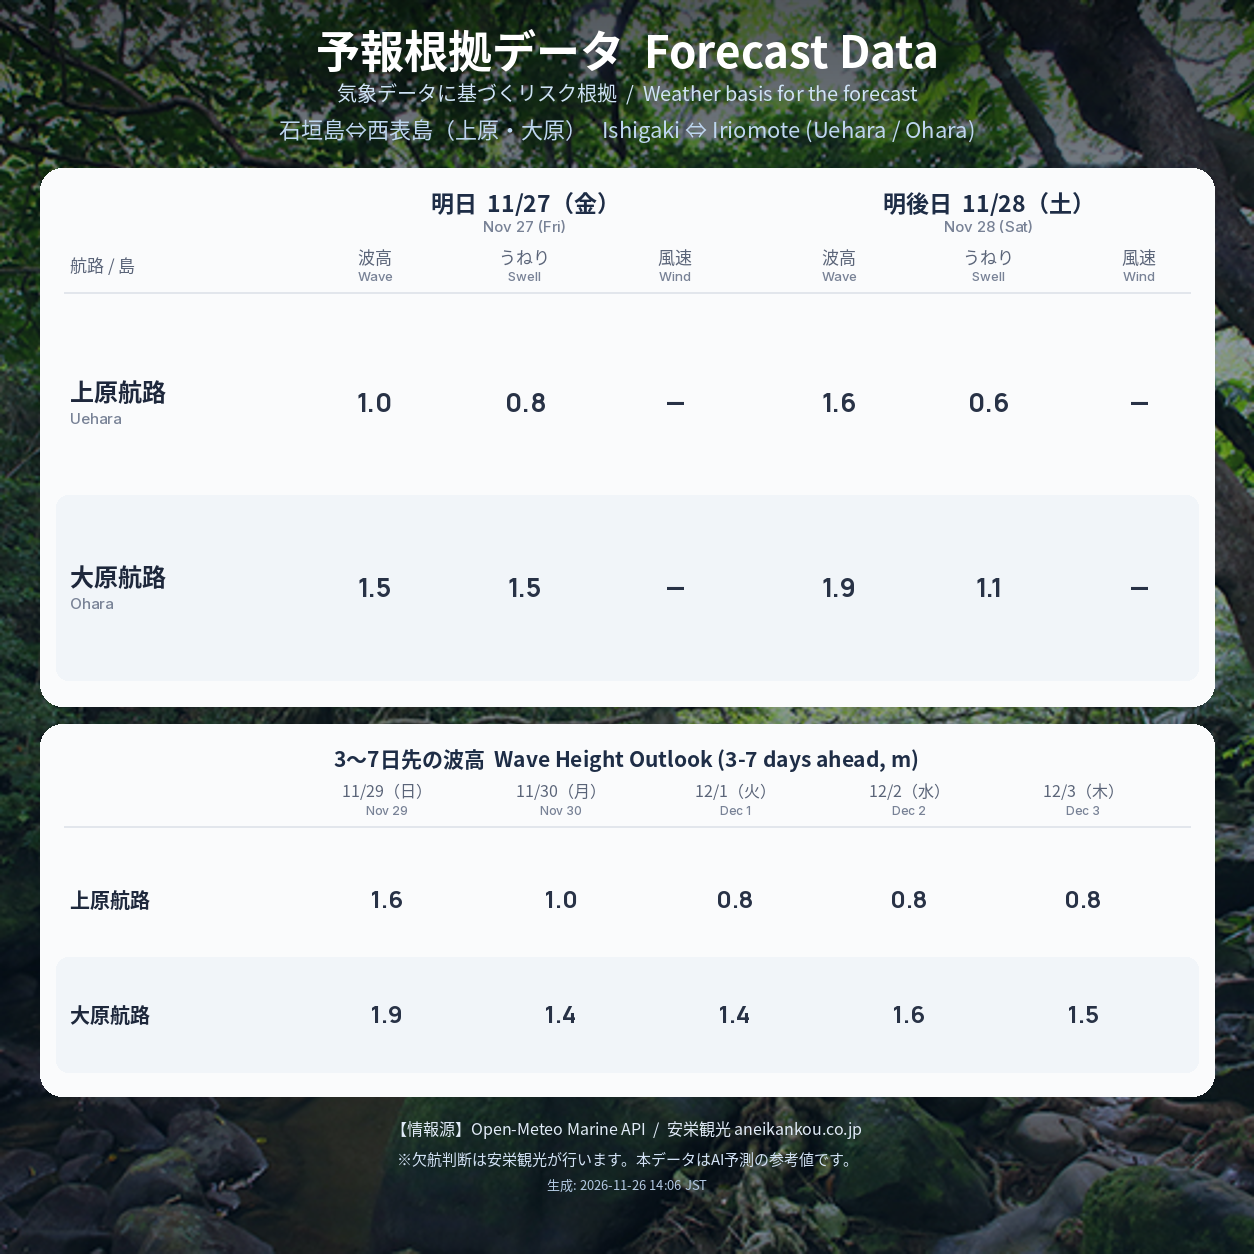 予報根拠データ Forecast Data
気象データに基づくリスク根拠 / Weather basis for the forecast
石垣島⇔西表島（上原・大原） Ishigaki ⇔ Iriomote (Uehara / Ohara)
明日 11/27（金） 明後日 11/28（土）
Nov 27 (Fri) Nov 28 (Sat)
航路 / 島 波高 うねり 風速 波高 うねり 風速
Wave Swell Wind Wave Swell Wind
上原航路 1.0 0.8 — 1.6 0.6 —
Uehara
大原航路 1.5 1.5 — 1.9 1.1 —
Ohara
3〜7日先の波高 Wave Height Outlook (3-7 days ahead, m)
11/29（日） 11/30（月） 12/1（火） 12/2（水） 12/3（木）
Nov 29 Nov 30 Dec 1 Dec 2 Dec 3
上原航路 1.6 1.0 0.8 0.8 0.8
大原航路 1.9 1.4 1.4 1.6 1.5
【情報源】Open-Meteo Marine API / 安栄観光 aneikankou.co.jp
※欠航判断は安栄観光が行います。本データはAI予測の参考値です。
生成: 2026-11-26 14:06 JST